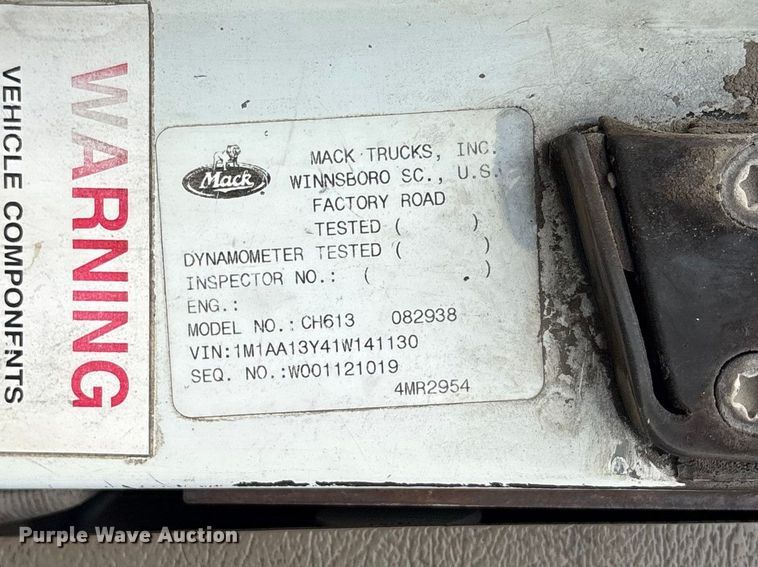 WARNING
VEHICLE COMPONENTS
Mack
MACK TRUCKS, INC.
WINNSBORO SC., U.S.
FACTORY ROAD
TESTED ( )
DYNAMOMETER TESTED ( )
INSPECTOR NO.: ( )
ENG.:
MODEL NO.: CH613 082938
VIN:1M1AA13Y41W141130
SEQ. NO.:W001121019
4MR2954
Purple Wave Auction